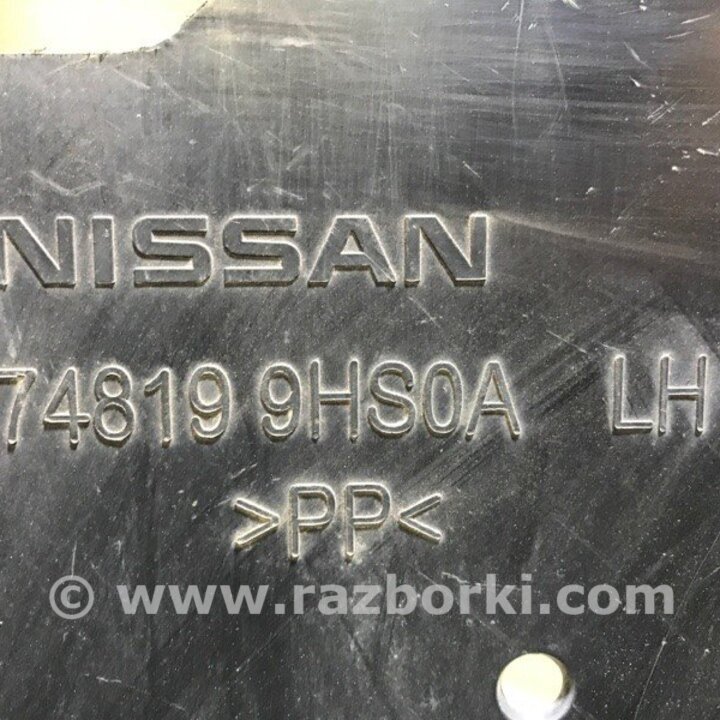 NISSAN
74819 9HS0A LH
>PP<
© www.razborki.com